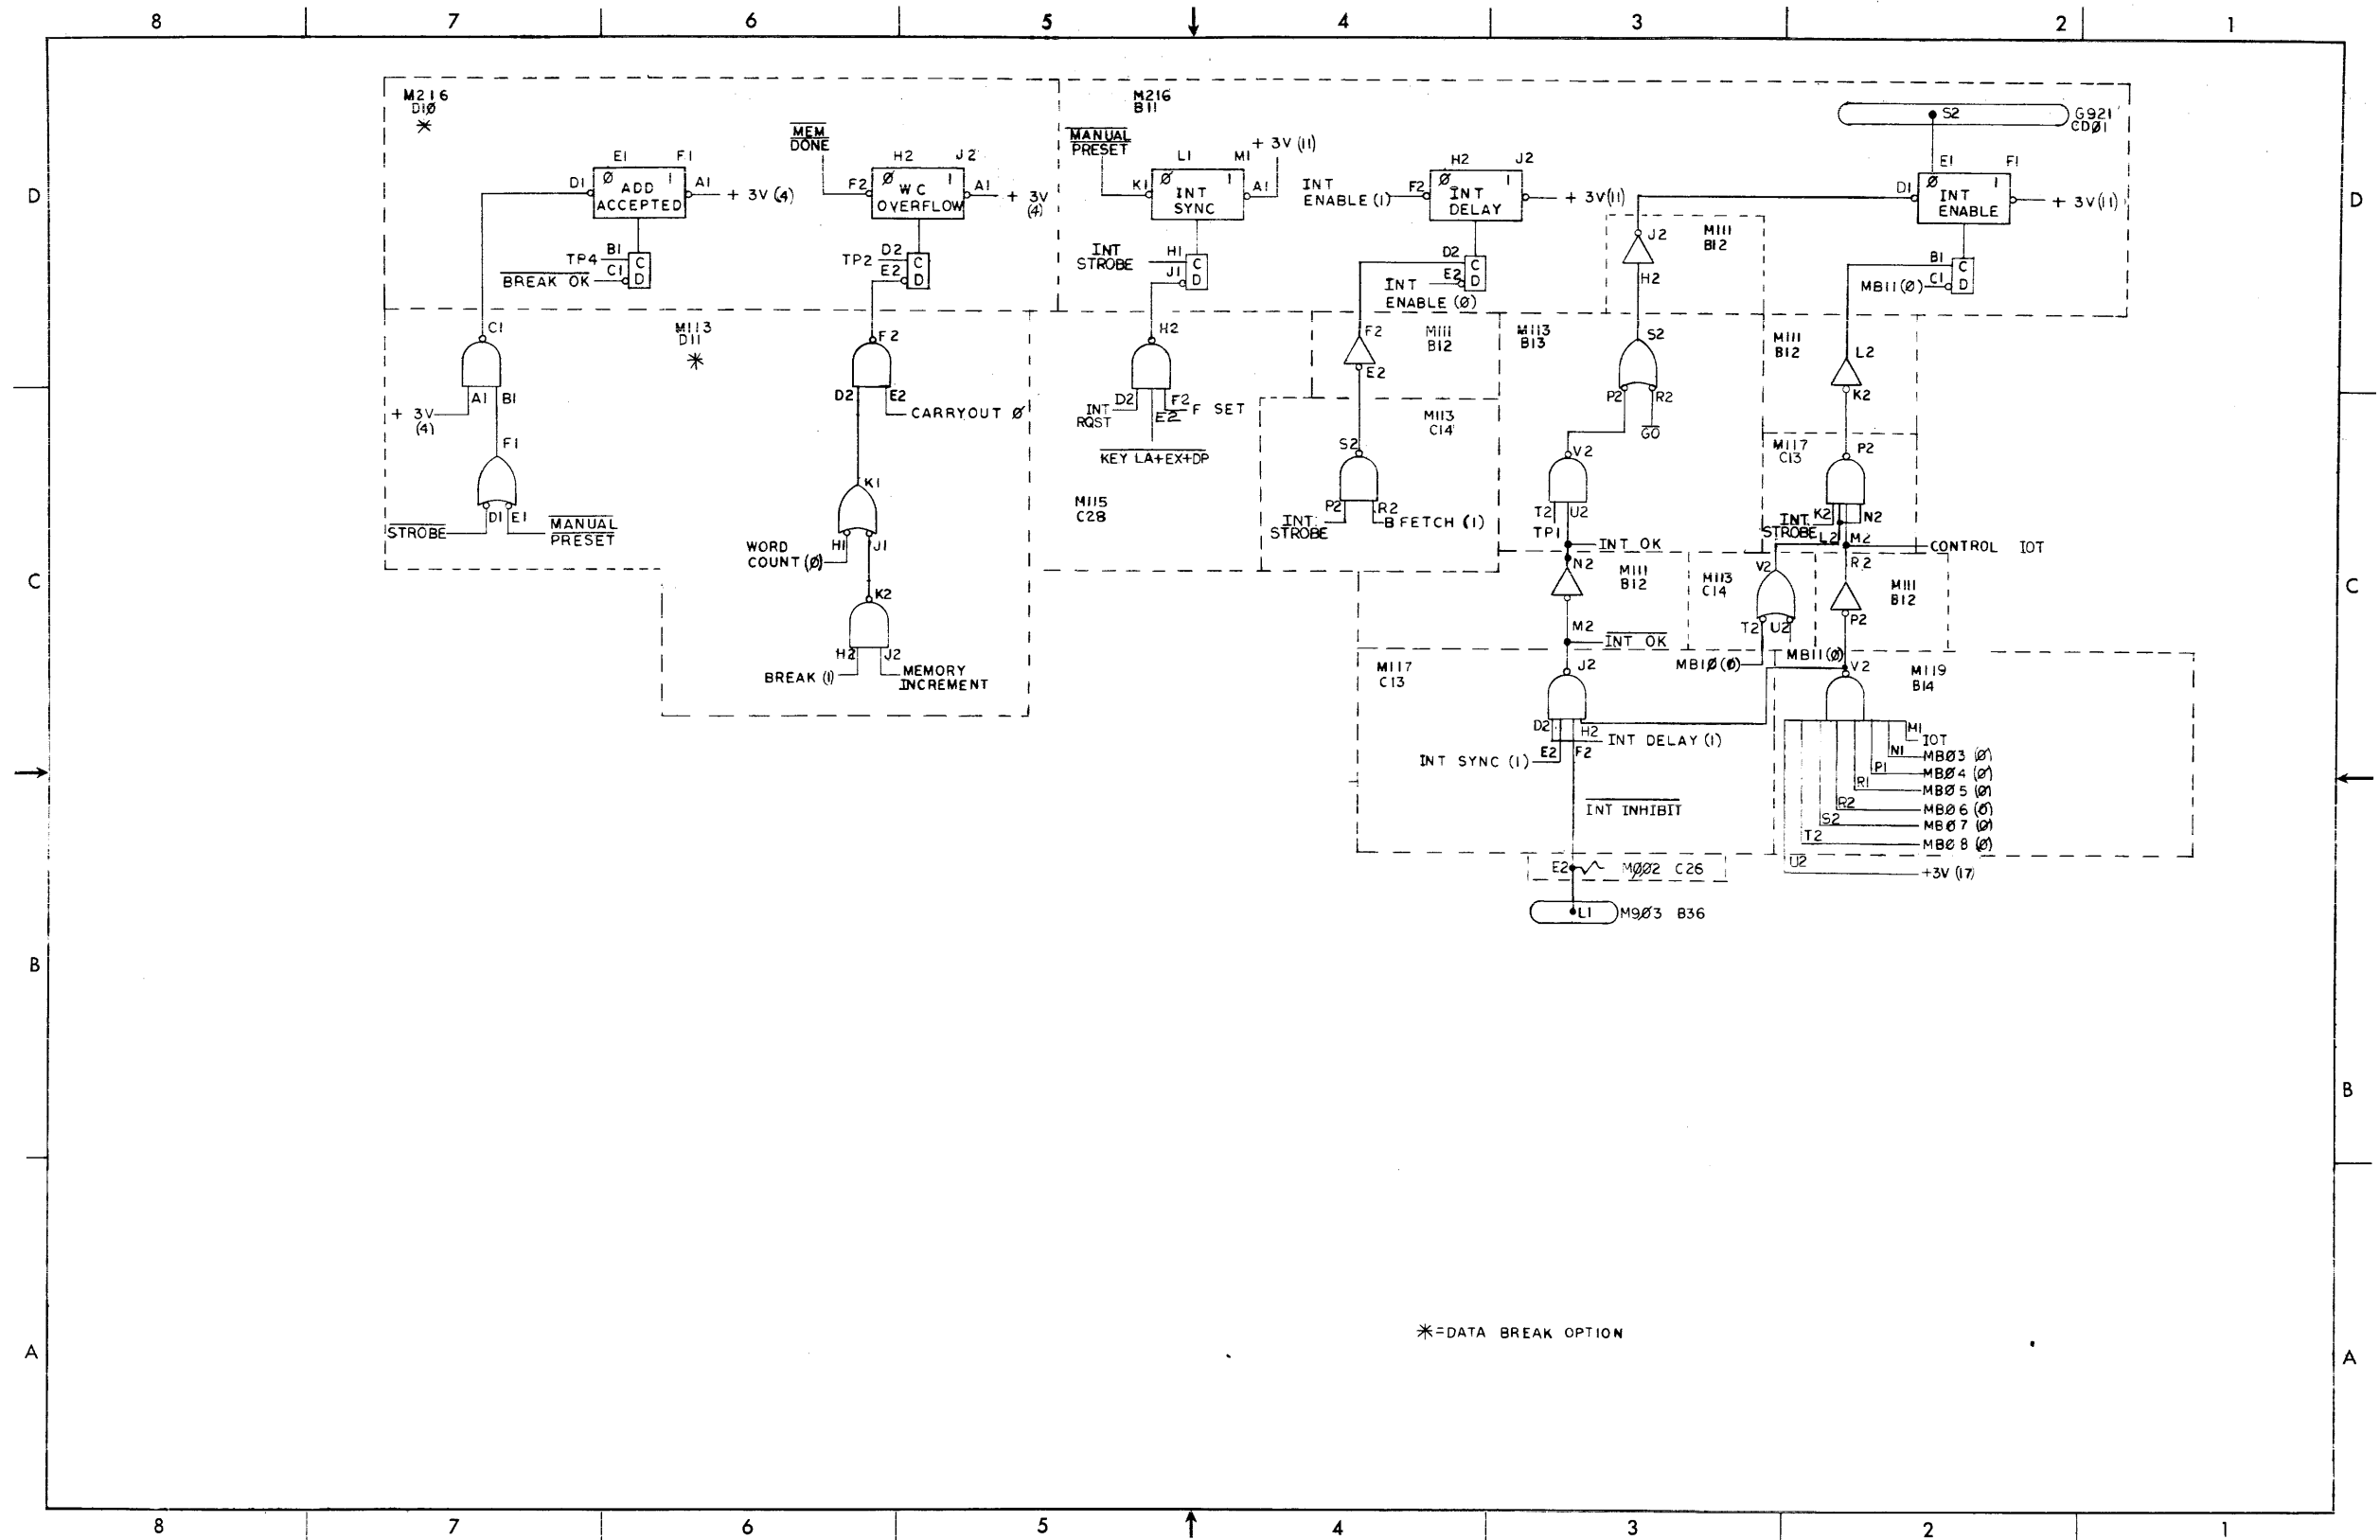 8 7 6 5 4 3 2 1
M216
D1Ø
*
M216
B11
S2
G921
CDØ1
MEM
DONE
MANUAL
PRESET
+ 3V (11)
E1 F1
H2 J2
L1 M1
H2 J2
E1 F1
D1 Ø 1 A1
ADD
ACCEPTED
+ 3V (4)
F2 Ø 1 A1
WC
OVERFLOW
+ 3V
(4)
K1 1 A1
INT
SYNC
INT
ENABLE (1)
F2 Ø 1
INT
DELAY
+ 3V(11)
D1 Ø 1
INT
ENABLE
+ 3V(11)
D D
TP4 B1 C
BREAK OK C1 D
TP2 D2 C
E2 D
INT
STROBE
H1 C
J1 D
D2 C
E2 D
INT
ENABLE (Ø)
J2
M111
B12
H2
B1 C
MB11(Ø) C1 D
C1
M113
D11
*
F2
H2
F2
M111
B12
E2
M113
B13
S2
M111
B12
L2
K2
A1 B1
+ 3V
(4)
D2 E2
CARRYOUT Ø
INT
RQST
D2 E2 F2
F SET
KEY LA+EX+DP
M113
C14
P2 R2
GO
F1
K1
M115
C28
S2
P2 R2
INT
STROBE
B FETCH (1)
V2
T2 U2
TP1
INT OK
M117
C13
P2
K2 N2
INT
STROBE
L2 M2
CONTROL IOT
STROBE
D1 E1
MANUAL
PRESET
WORD
COUNT (Ø)
H1 J1
C C
K2
H2 J2
BREAK (1)
MEMORY
INCREMENT
N2
M111
B12
M2
INT OK
V2
M113
C14
T2 U2
R2
M111
B12
P2
MB1Ø(Ø)
MB11(Ø)
M117
C13
J2
D2 H2
E2 F2
INT DELAY (1)
INT SYNC (1)
INT INHIBIT
V2
M119
B14
M1 IOT
N1 MBØ3 (Ø)
P1 MBØ4 (Ø)
R1 MBØ5 (Ø)
R2 MBØ6 (Ø)
S2 MBØ7 (Ø)
T2 MBØ8 (Ø)
U2 +3V (17)
E2 MØØ2 C26
L1 M9Ø3 B36
B B
*=DATA BREAK OPTION
A A
8 7 6 5 4 3 2 1